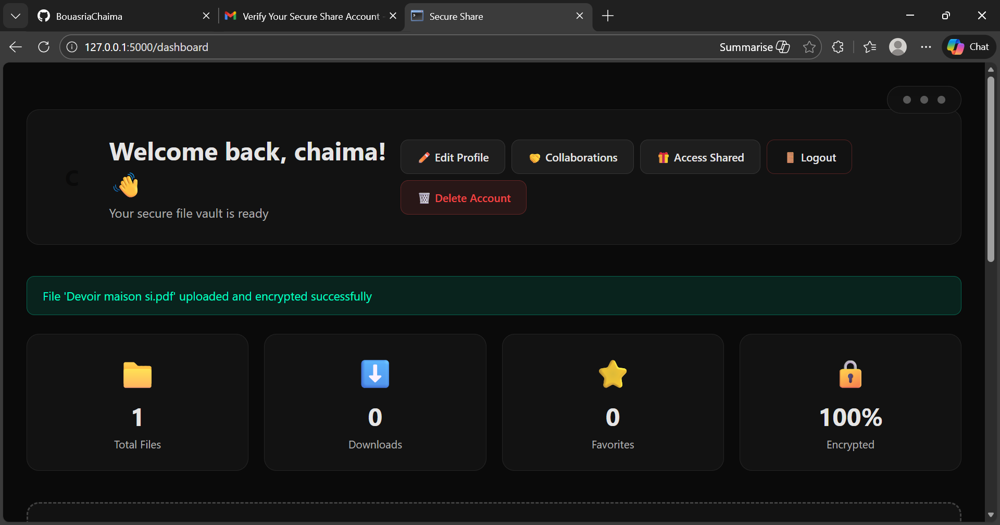 BouasriaChaima
Verify Your Secure Share Account -
Secure Share
127.0.0.1:5000/dashboard
Summarise
Chat
Welcome back, chaima!
C
Your secure file vault is ready
Edit Profile
Collaborations
Access Shared
Logout
Delete Account
File 'Devoir maison si.pdf' uploaded and encrypted successfully
1
Total Files
0
Downloads
0
Favorites
100%
Encrypted